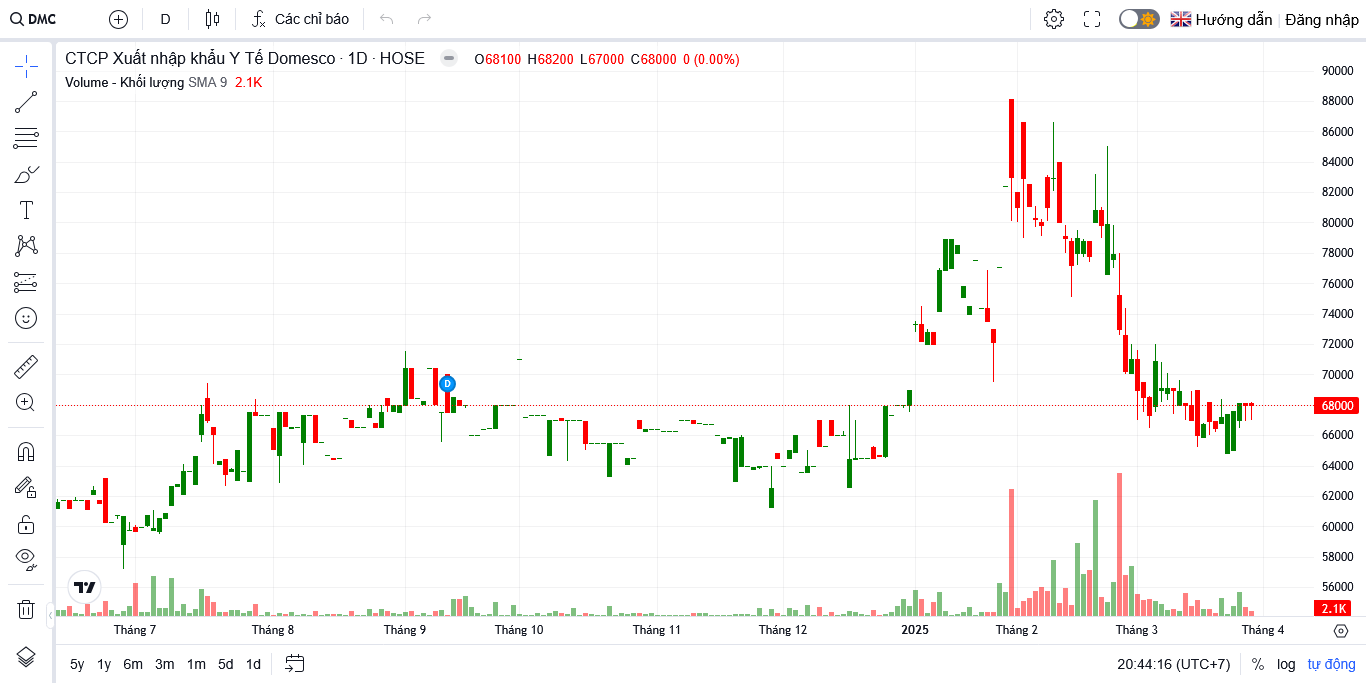 DMC D Các chỉ báo Hướng dẫn Đăng nhập
CTCP Xuất nhập khẩu Y Tế Domesco · 1D · HOSE O68100 H68200 L67000 C68000 0 (0.00%)
Volume - Khối lượng SMA 9 2.1K
90000
88000
86000
84000
82000
80000
78000
76000
74000
72000
70000
68000
66000
64000
62000
60000
58000
56000
2.1K
D
Tháng 7 Tháng 8 Tháng 9 Tháng 10 Tháng 11 Tháng 12 2025 Tháng 2 Tháng 3 Tháng 4
5y 1y 6m 3m 1m 5d 1d 20:44:16 (UTC+7) % log tự động